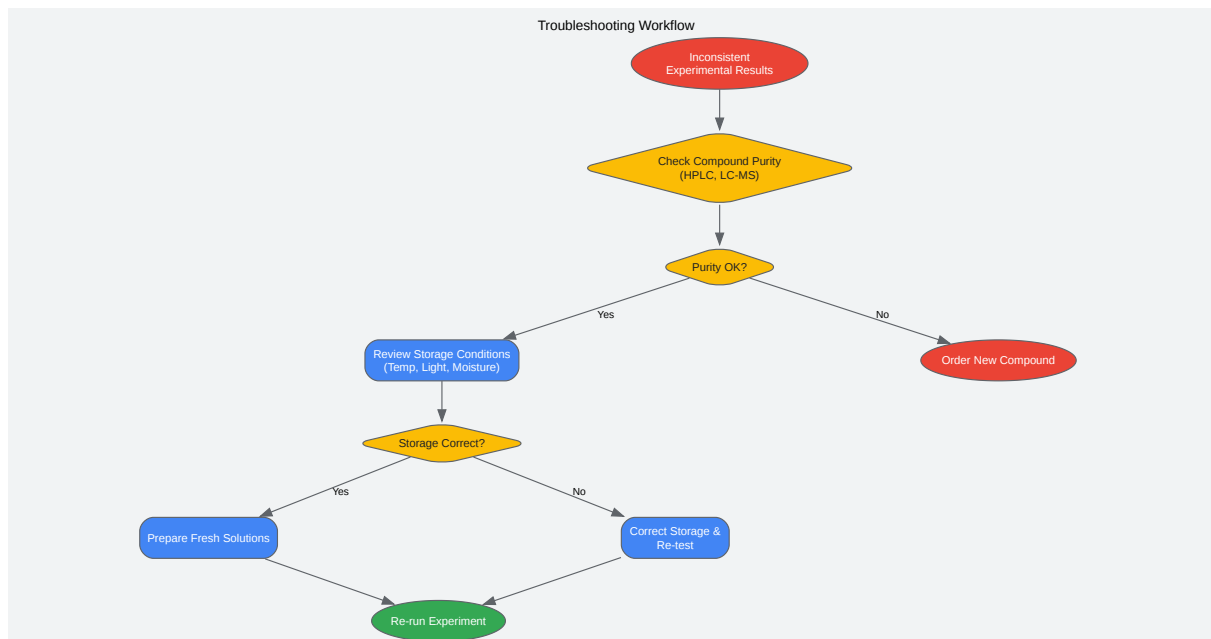 Troubleshooting Workflow
Inconsistent
Experimental Results
Check Compound Purity
(HPLC, LC-MS)
Purity OK?
Yes
No
Review Storage Conditions
(Temp, Light, Moisture)
Order New Compound
Storage Correct?
Yes
No
Prepare Fresh Solutions
Correct Storage &
Re-test
Re-run Experiment